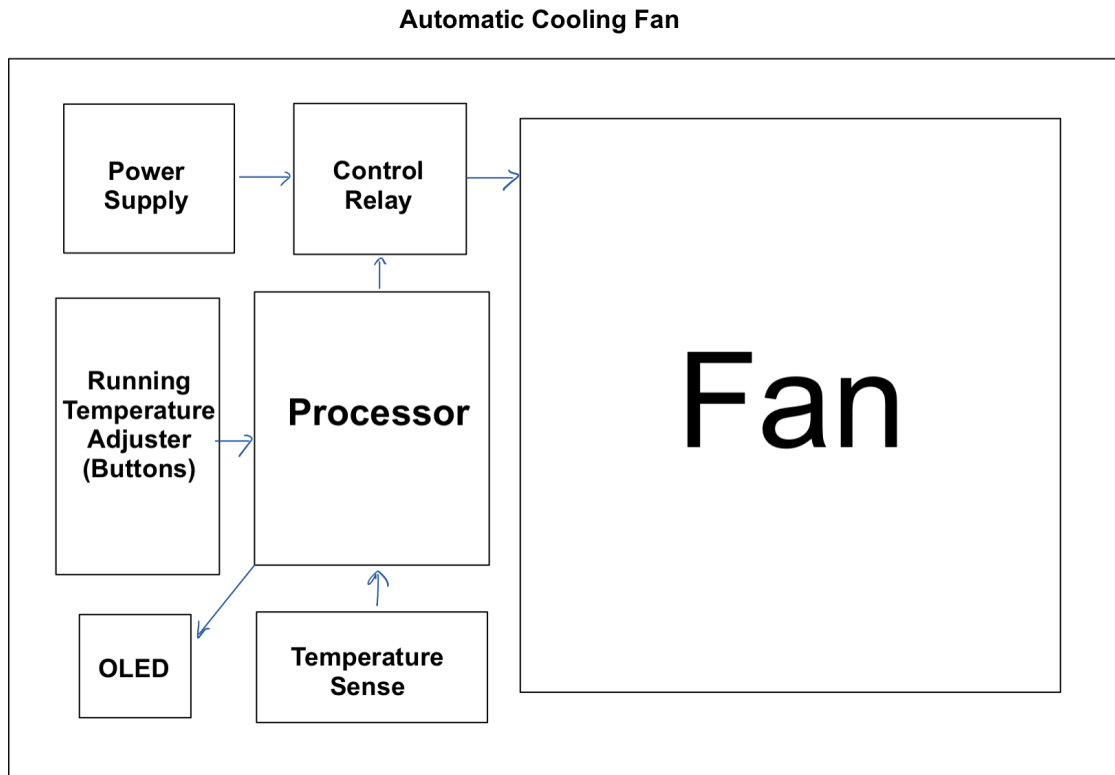 Automatic Cooling Fan
Power
Supply
Control
Relay
Running
Temperature
Adjuster
(Buttons)
Processor
Fan
OLED
Temperature
Sense